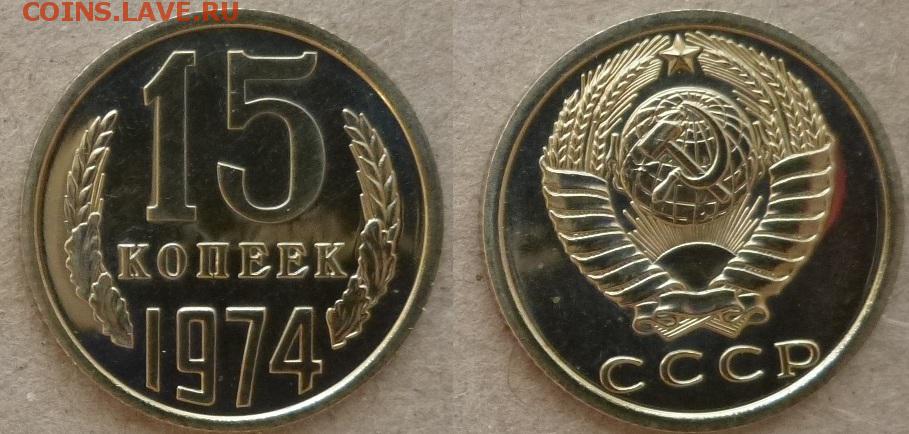 COINS.LAVE.RU
15
КОПЕЕК
1974
СССР